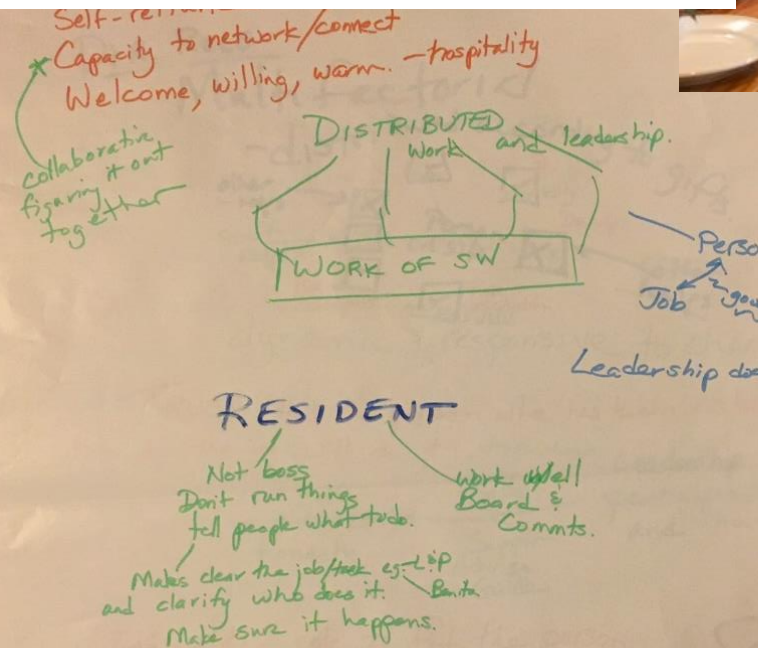 Capacity to network/connect
Welcome, willing, warm. - hospitality
collaborative
figuring it out
together
DISTRIBUTED
Work and leadership.
WORK OF SW
Job
Leadership
RESIDENT
Not boss
Don't run things
tell people what to do.
Makes clear the job/task eg.
and clarify who does it.
Make sure it happens.
work well
Board &
Commts.